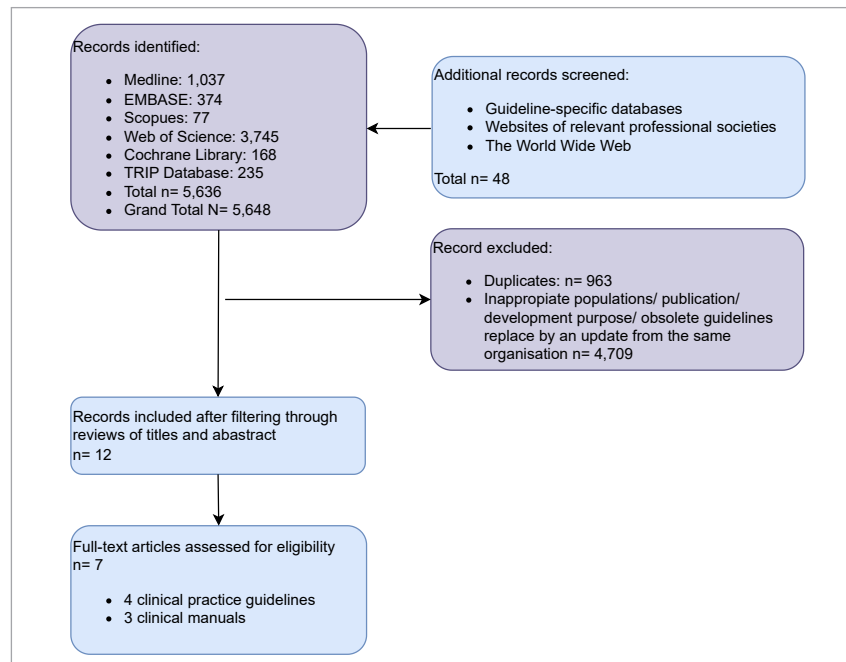 Records identified:
Medline: 1,037
EMBASE: 374
Scopues: 77
Web of Science: 3,745
Cochrane Library: 168
TRIP Database: 235
Total n= 5,636
Grand Total N= 5,648
Additional records screened:
Guideline-specific databases
Websites of relevant professional societies
The World Wide Web
Total n= 48
Record excluded:
Duplicates: n= 963
Inappropiate populations/ publication/
development purpose/ obsolete guidelines
replace by an update from the same
organisation n= 4,709
Records included after filtering through
reviews of titles and abastract
n= 12
Full-text articles assessed for eligibility
n= 7
4 clinical practice guidelines
3 clinical manuals